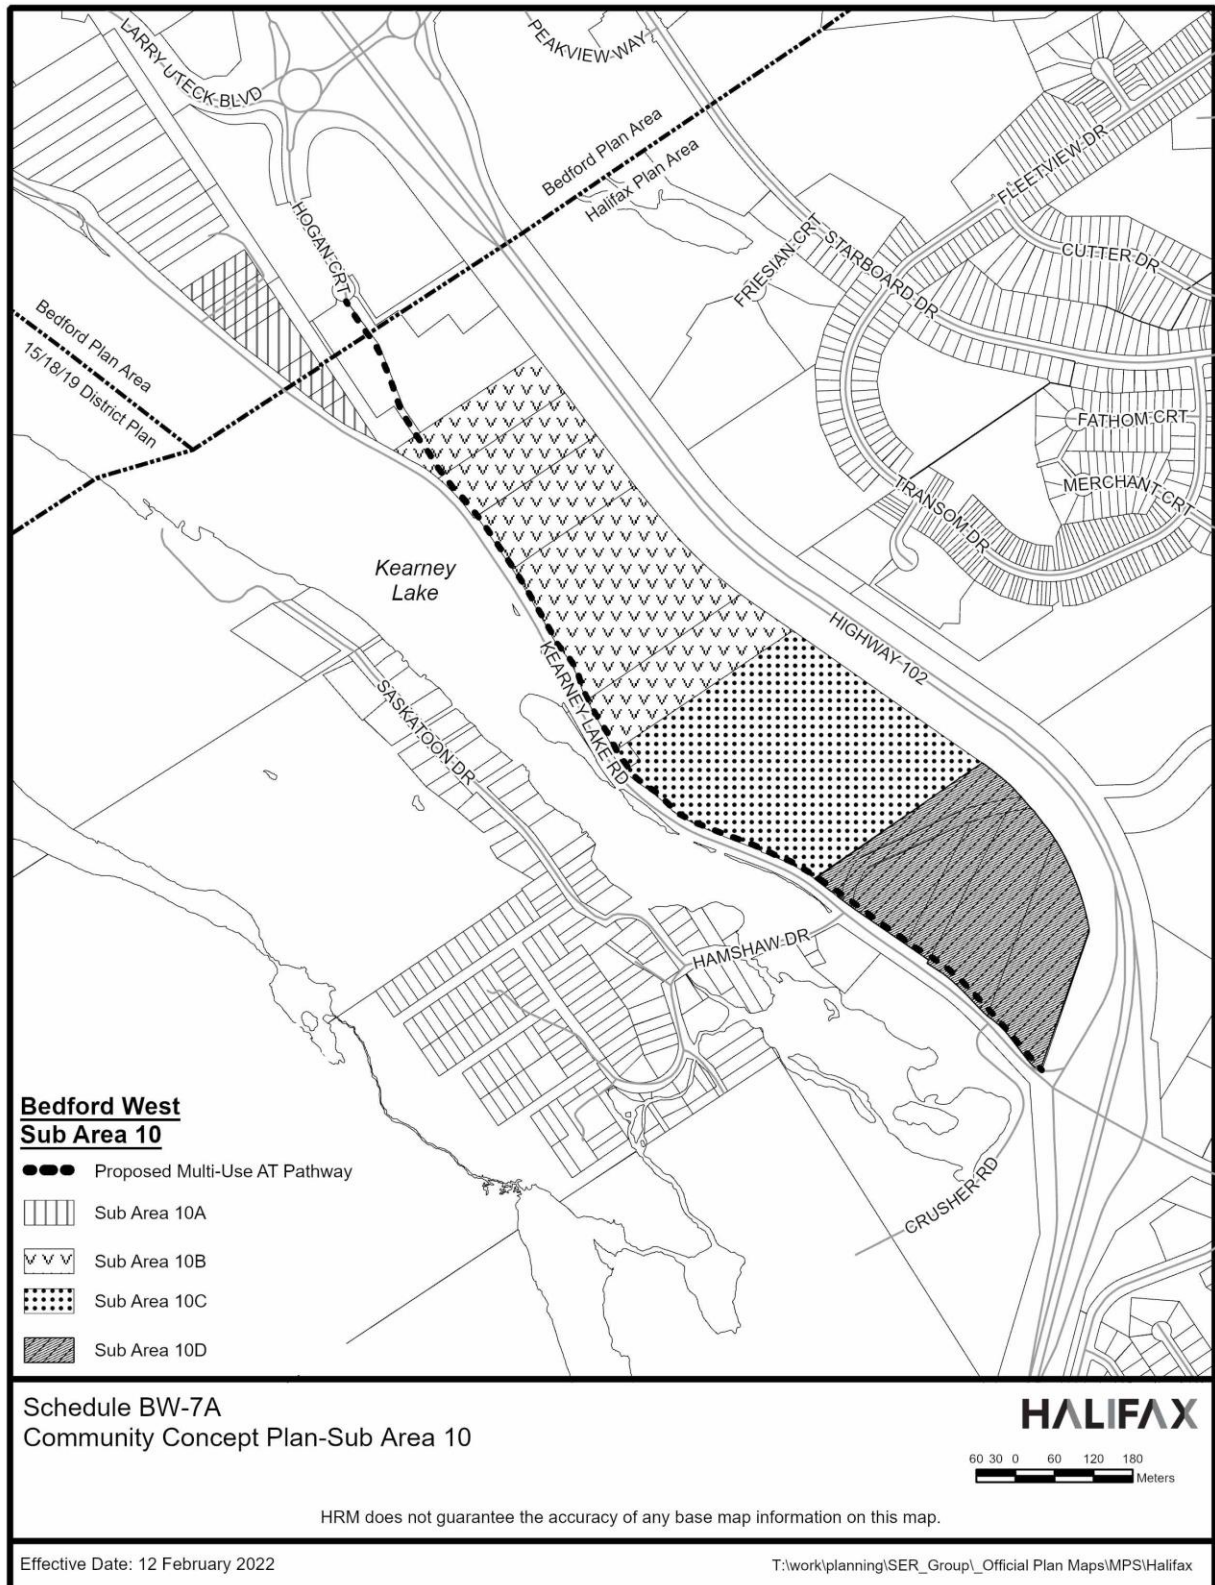 LARRY UTECK BLVD
PEAKVIEW WAY
Bedford Plan Area
Halifax Plan Area
FLEETVIEW DR
HOGAN CRT
FRIESIAN CRT
STARBOARD DR
CUTTER DR
Bedford Plan Area
15/18/19 District Plan
FATHOM CRT
MERCHANT CRT
TRANSOM DR
Kearney
Lake
HIGHWAY 102
KEARNEY LAKE RD
SASKATOON DR
HAMSHAW DR
CRUSHER RD
Bedford West
Sub Area 10
Proposed Multi-Use AT Pathway
Sub Area 10A
Sub Area 10B
Sub Area 10C
Sub Area 10D
Schedule BW-7A
Community Concept Plan-Sub Area 10
HALIFAX
60 30 0 60 120 180
Meters
HRM does not guarantee the accuracy of any base map information on this map.
Effective Date: 12 February 2022
T:\work\planning\SER_Group\_Official Plan Maps\MPS\Halifax